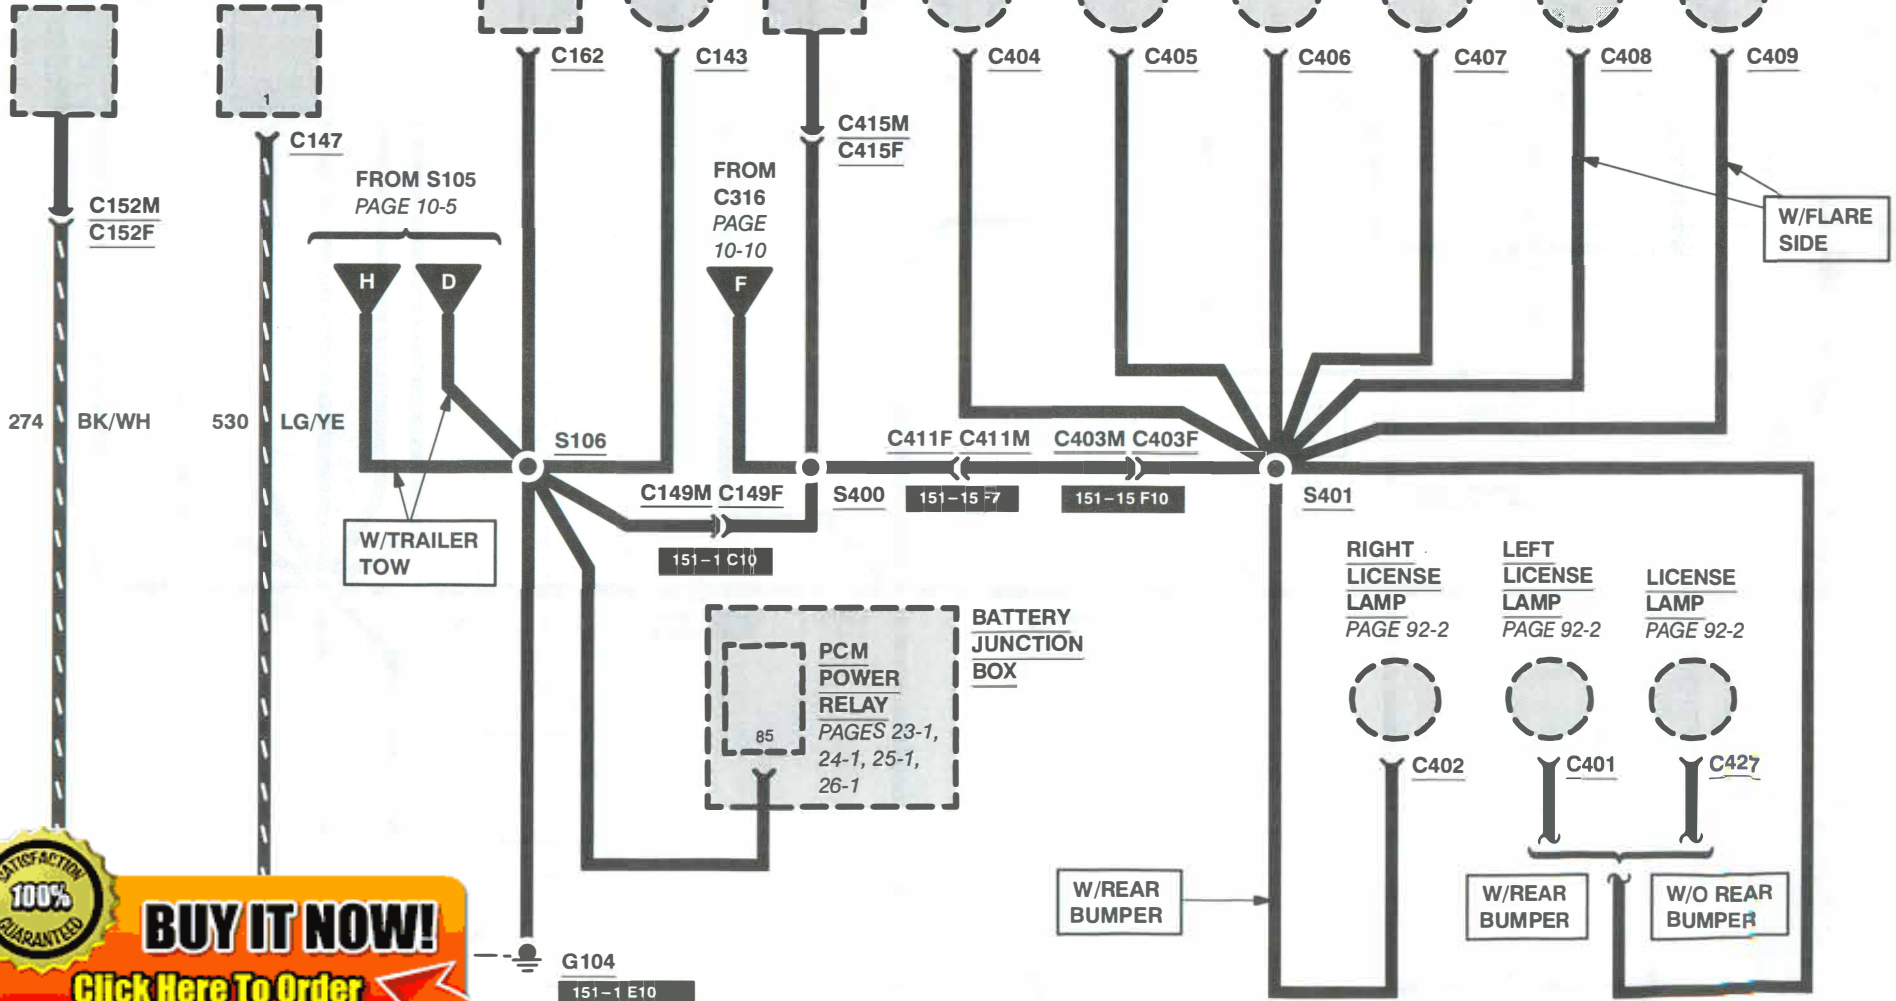 C162
C143
C404
C405
C406
C407
C408
C409
1
C147
C415M
C415F
FROM S105
PAGE 10-5
FROM
C316
PAGE
10-10
C152M
C152F
W/FLARE
SIDE
H
D
F
274
BK/WH
530
LG/YE
S106
C411F C411M
C403M C403F
C149M C149F
S400
151-15 F7
151-15 F10
S401
W/TRAILER
TOW
151-1 C10
RIGHT
LICENSE
LAMP
PAGE 92-2
LEFT
LICENSE
LAMP
PAGE 92-2
LICENSE
LAMP
PAGE 92-2
BATTERY
JUNCTION
BOX
PCM
POWER
RELAY
PAGES 23-1,
24-1, 25-1,
26-1
85
C402
C401
C427
W/REAR
BUMPER
W/REAR
BUMPER
W/O REAR
BUMPER
G104
151-1 E10
SATISFACTION
100%
GUARANTEED
BUY IT NOW!
Click Here To Order